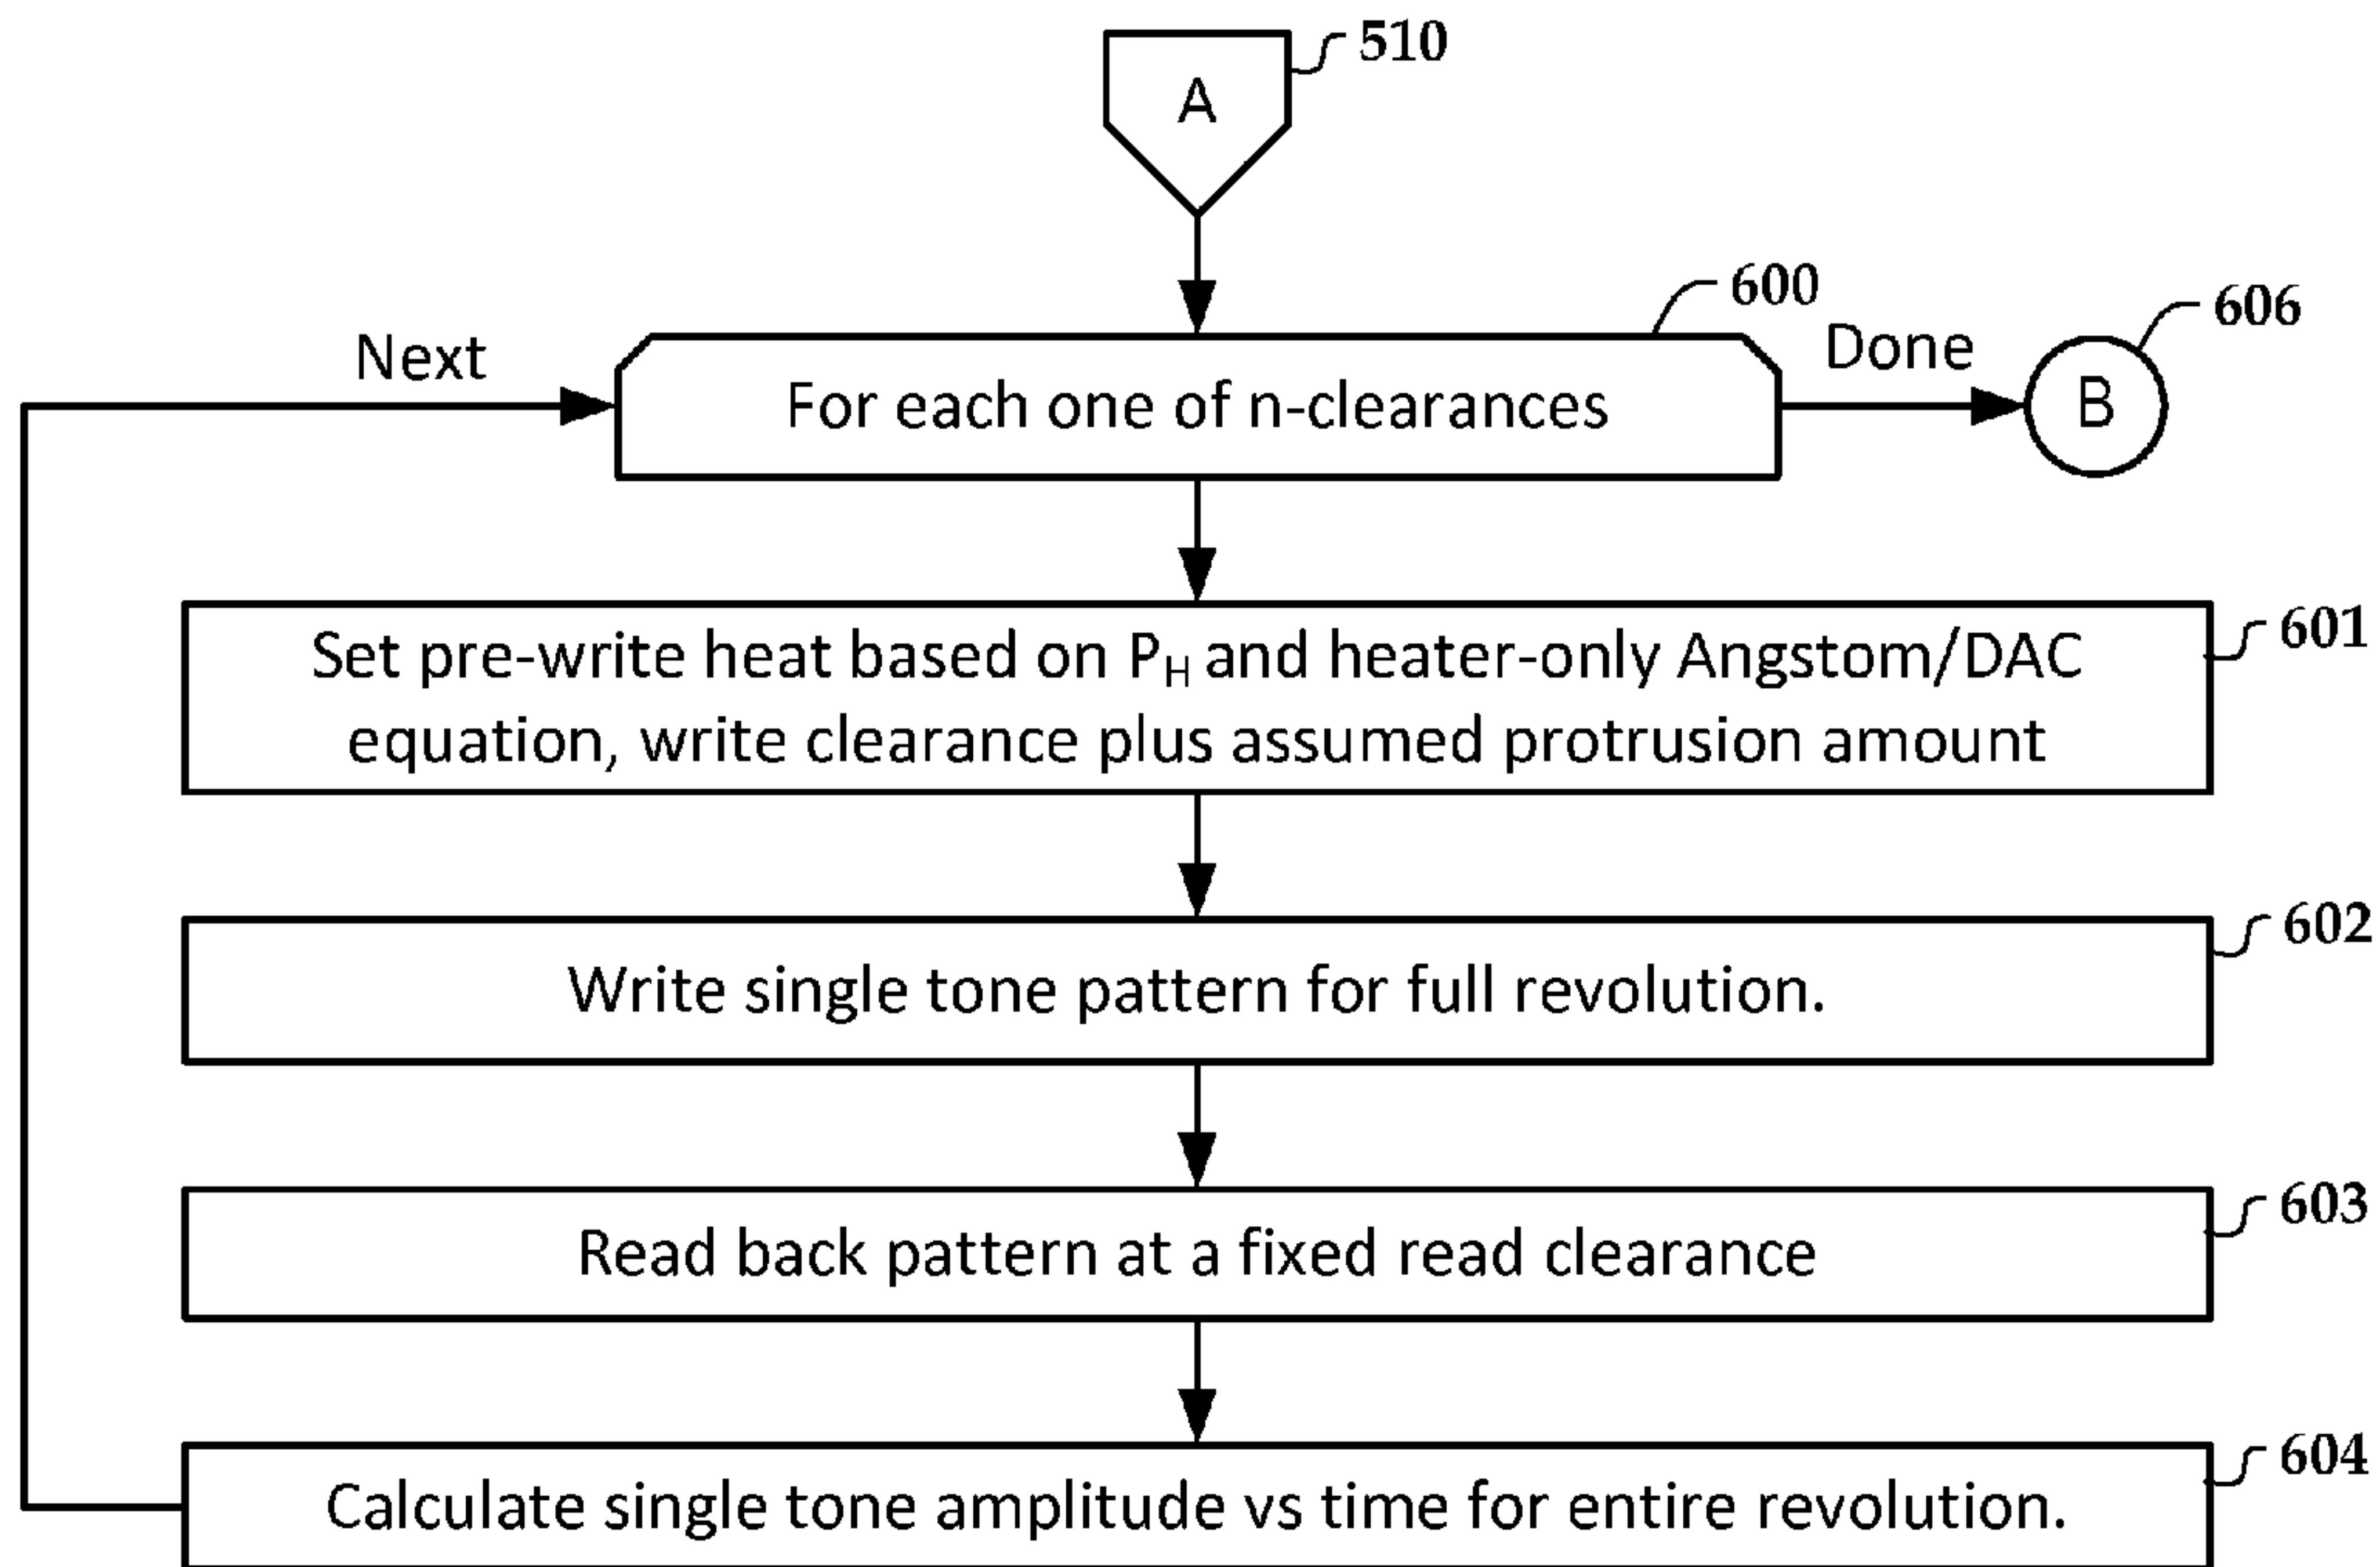 510
A
600
606
Next
Done
For each one of n-clearances
B
601
Set pre-write heat based on PH and heater-only Angstom/DAC
equation, write clearance plus assumed protrusion amount
602
Write single tone pattern for full revolution.
603
Read back pattern at a fixed read clearance
604
Calculate single tone amplitude vs time for entire revolution.